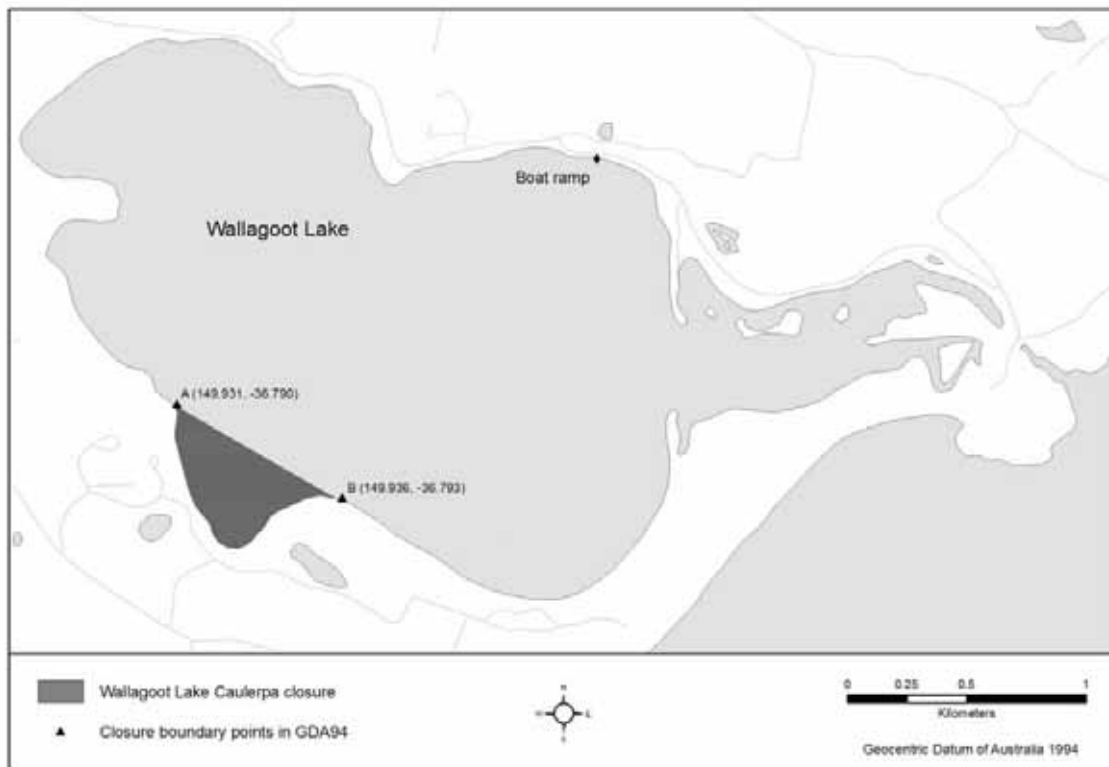 Boat ramp
Wallagoot Lake
A (149.931, -36.790)
B (149.936, -36.793)
Wallagoot Lake Caulerpa closure
Closure boundary points in GDA94
N
S
0 0.25 0.5 1
Kilometers
Geocentric Datum of Australia 1994